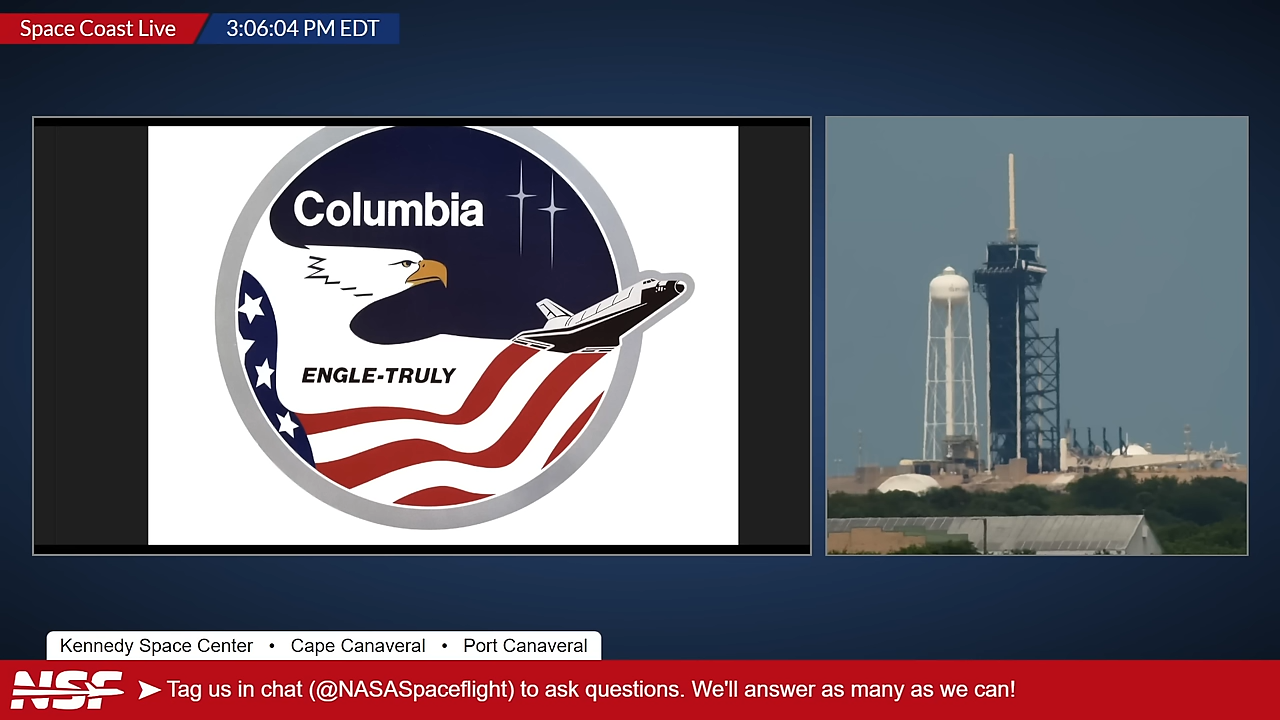 Space Coast Live
3:06:04 PM EDT
Columbia
ENGLE-TRULY
Kennedy Space Center • Cape Canaveral • Port Canaveral
NSF
Tag us in chat (@NASASpaceflight) to ask questions. We'll answer as many as we can!